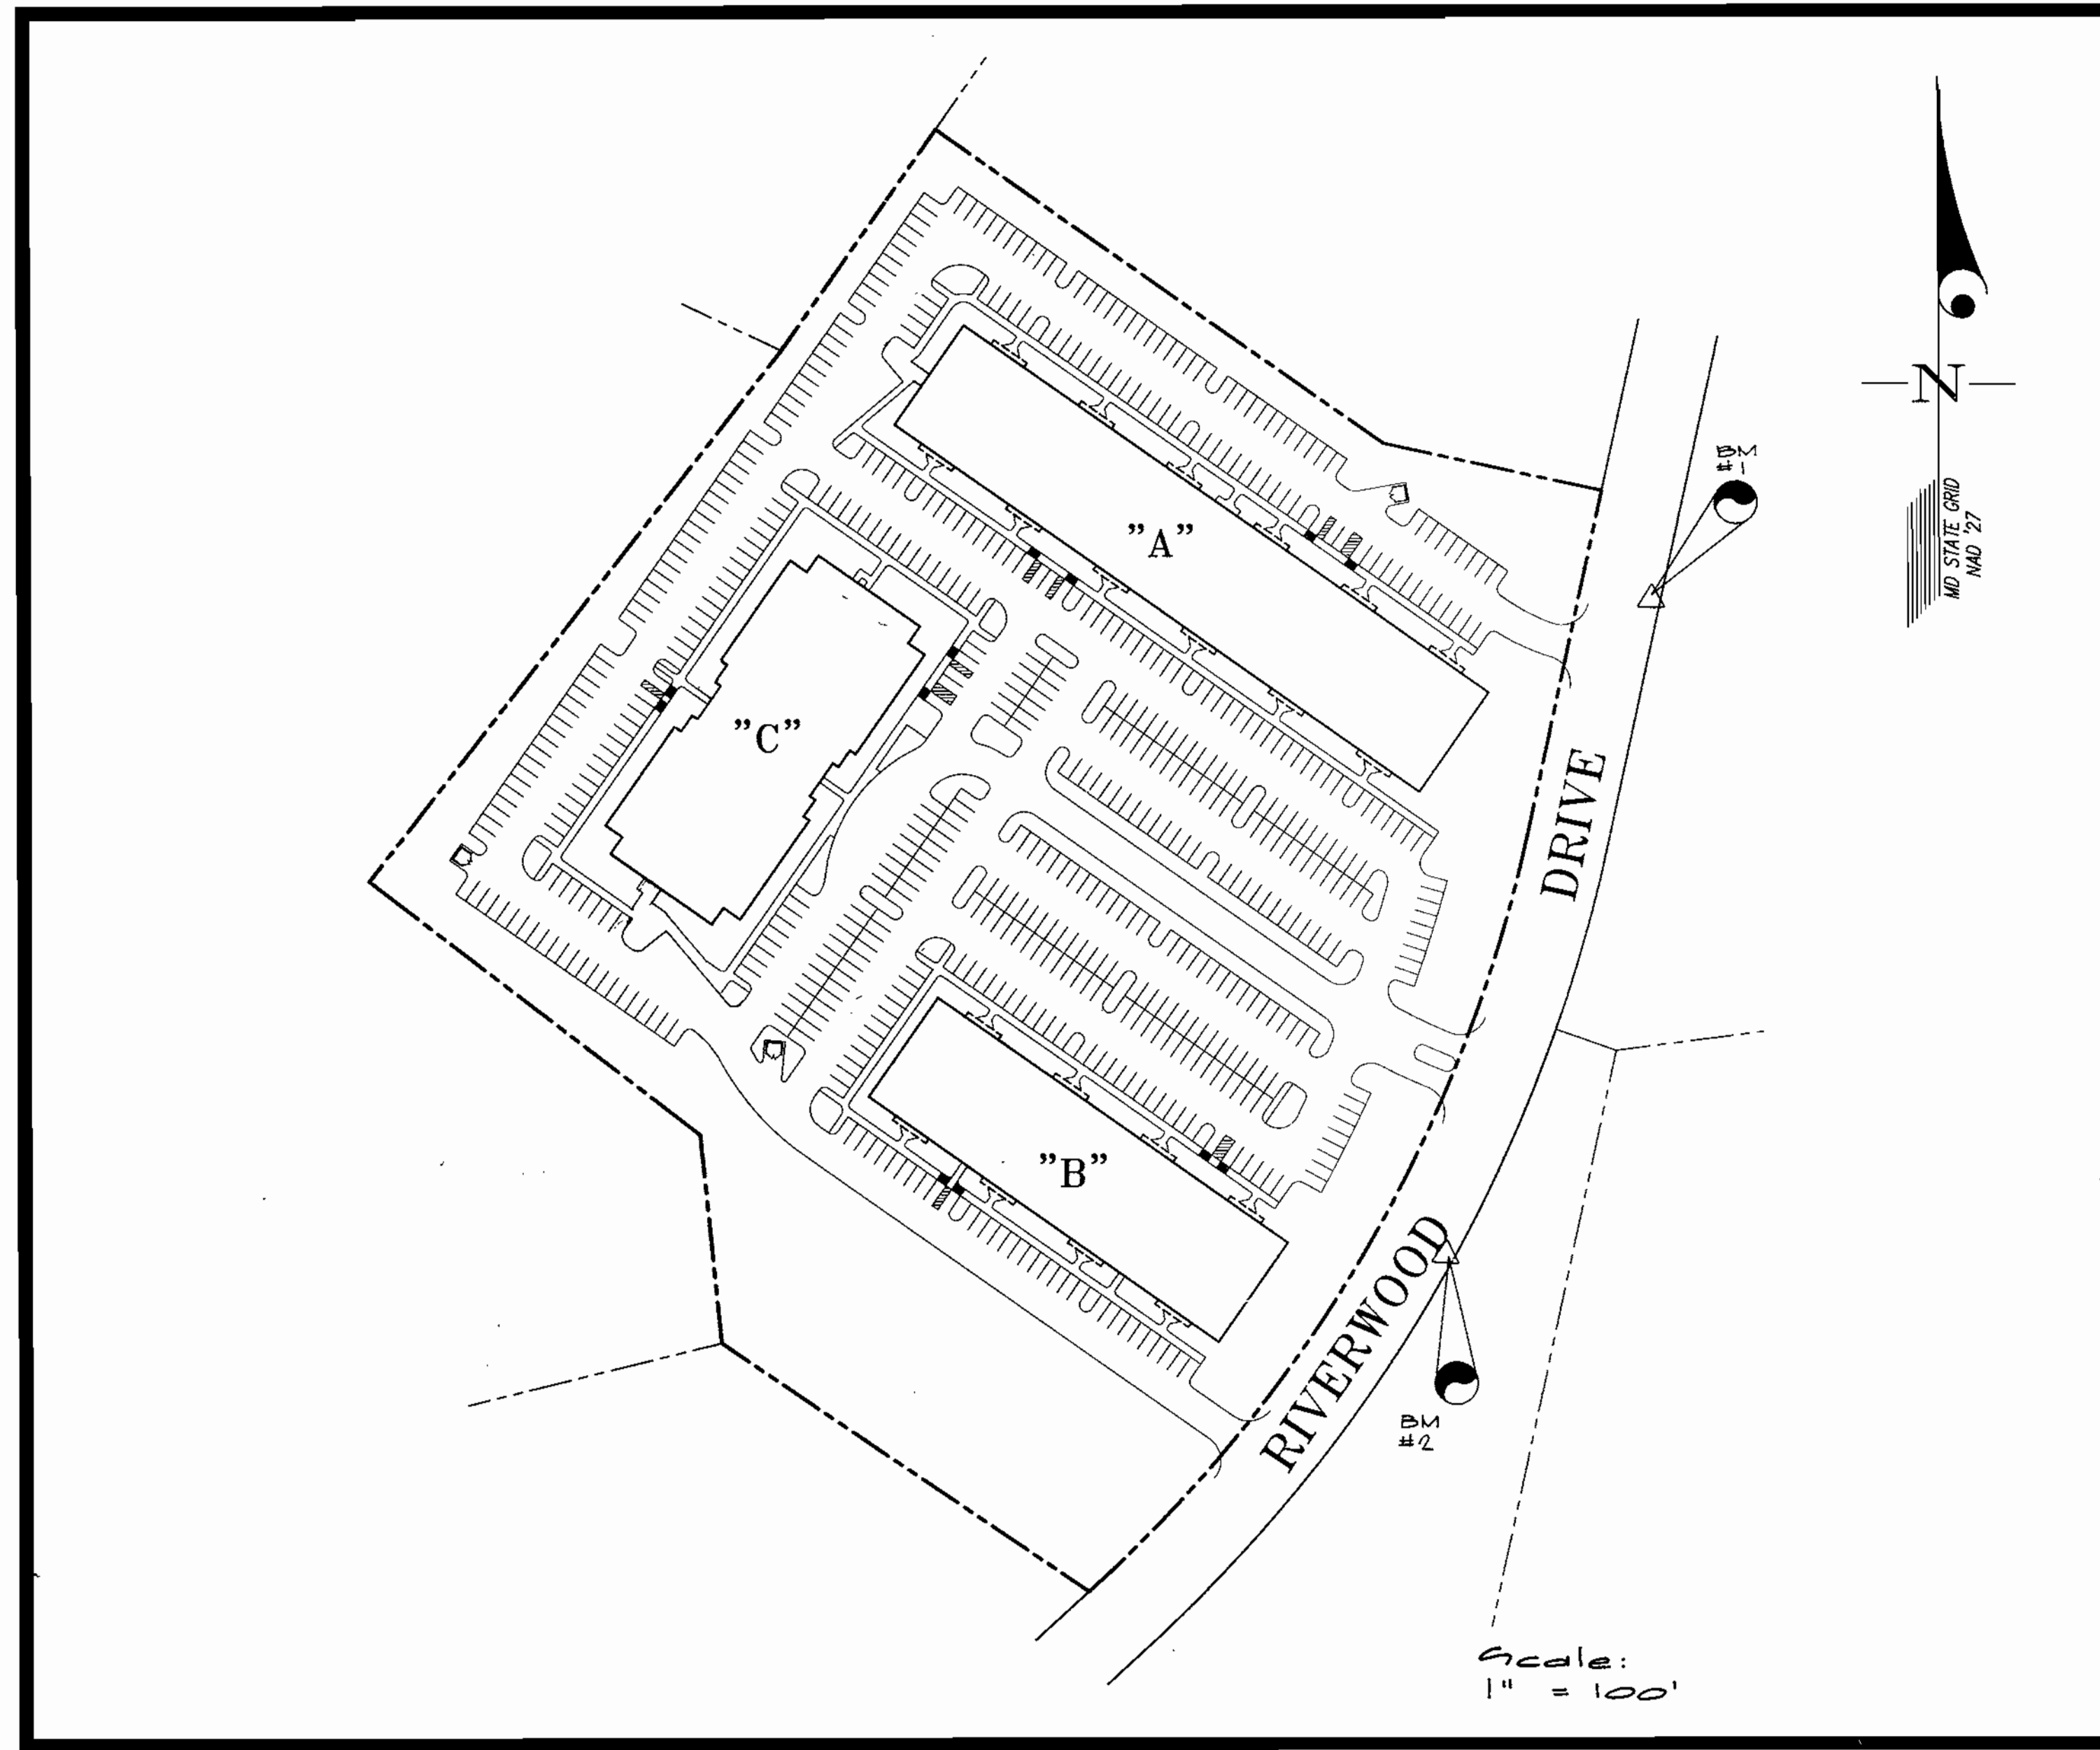 BM
#1
N
MD STATE GRID
NAD '27
"A"
"C"
"B"
RIVERWOOD DRIVE
BM
#2
Scale:
1" = 100'